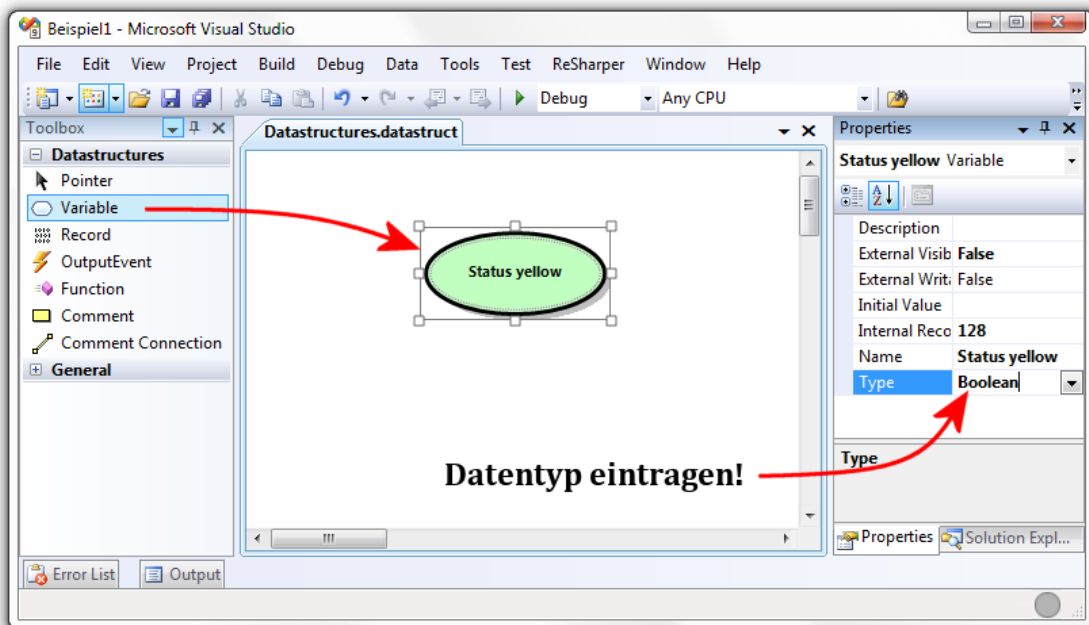 Beispiel1 - Microsoft Visual Studio
File Edit View Project Build Debug Data Tools Test ReSharper Window Help
Debug Any CPU
Toolbox
Datastructures
Pointer
Variable
Record
OutputEvent
Function
Comment
Comment Connection
General
Datastructures.datastruct
Status yellow
Datentyp eintragen!
Properties
Status yellow Variable
Description
External Visib False
External Writ: False
Initial Value
Internal Reco 128
Name Status yellow
Type Boolean
Type
Properties Solution Expl...
Error List Output